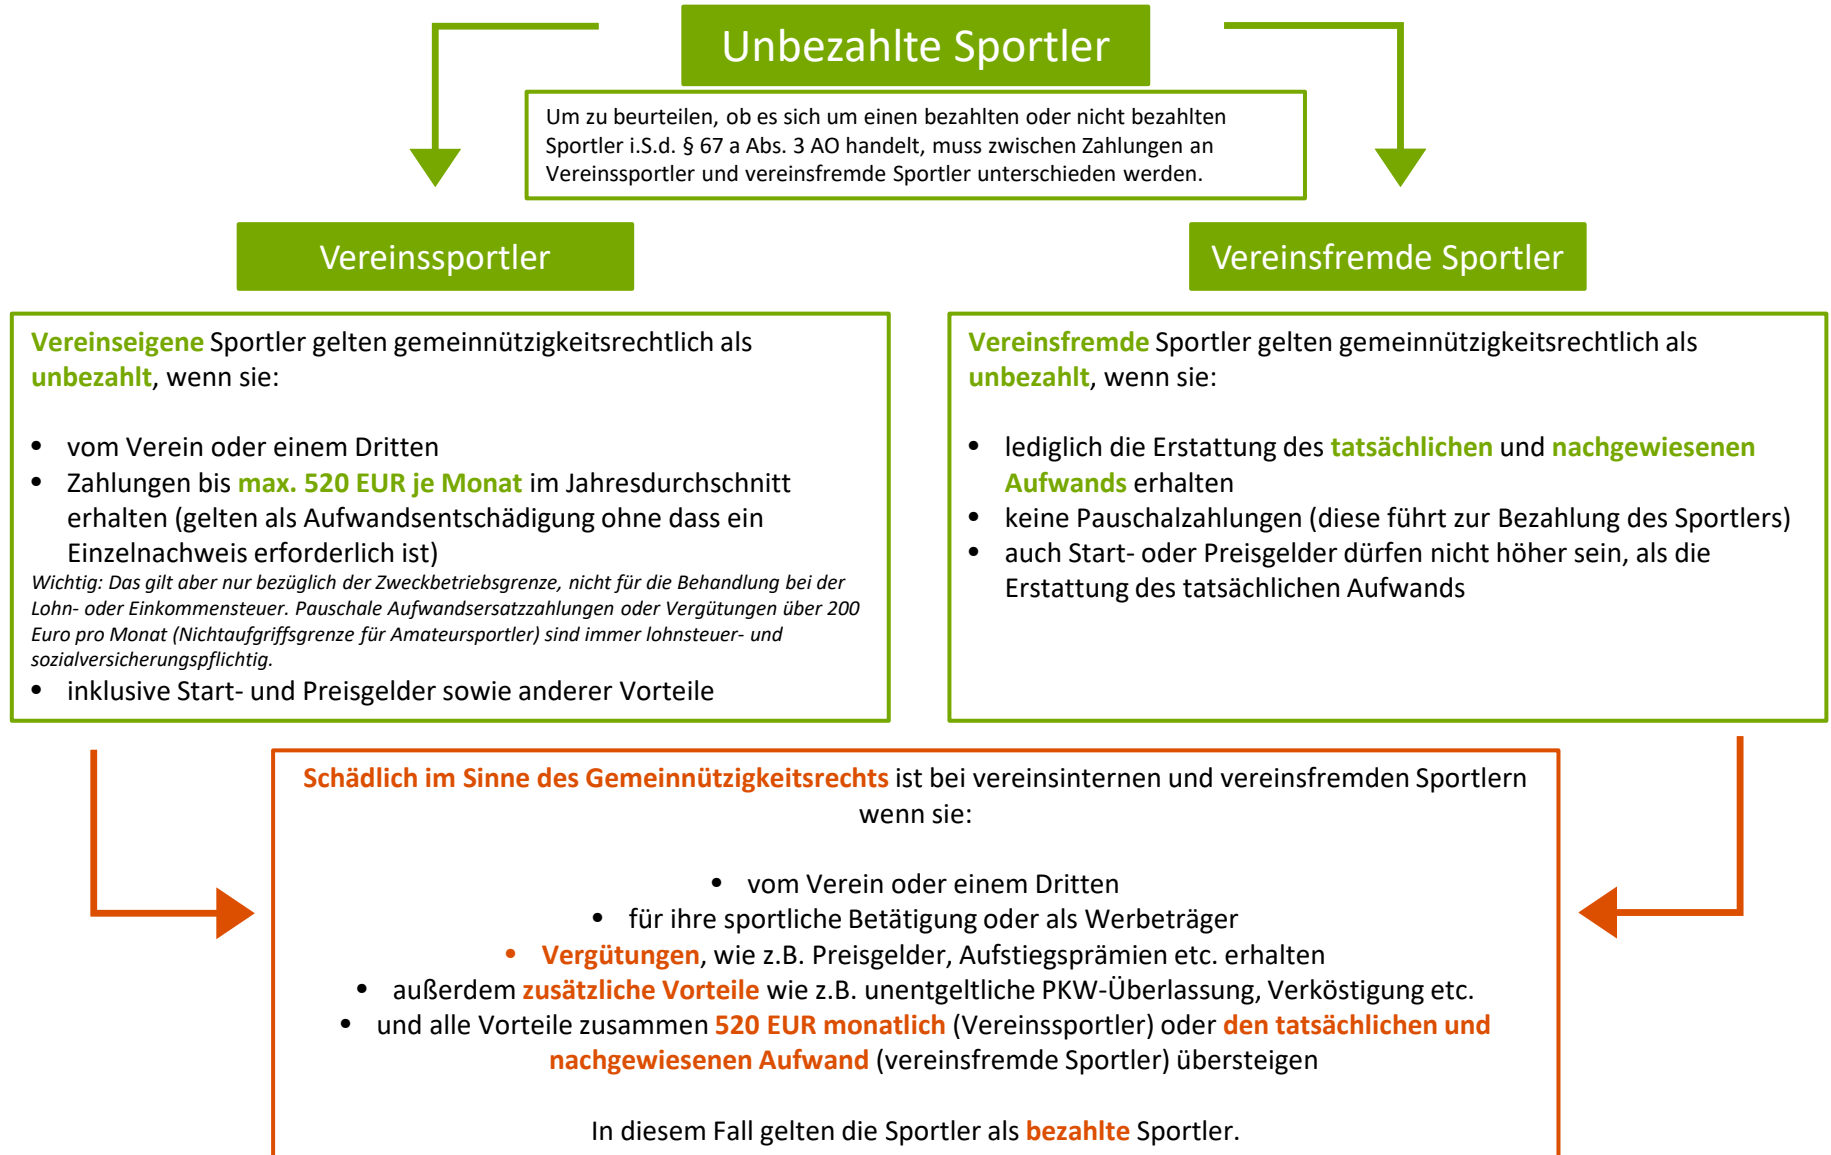 Unbezahlte Sportler
Um zu beurteilen, ob es sich um einen bezahlten oder nicht bezahlten
Sportler i.S.d. § 67 a Abs. 3 AO handelt, muss zwischen Zahlungen an
Vereinssportler und vereinsfremde Sportler unterschieden werden.
Vereinssportler
Vereinseigene Sportler gelten gemeinnützigkeitsrechtlich als
unbezahlt, wenn sie:
• vom Verein oder einem Dritten
• Zahlungen bis max. 520 EUR je Monat im Jahresdurchschnitt
erhalten (gelten als Aufwandsentschädigung ohne dass ein
Einzelnachweis erforderlich ist)
Wichtig: Das gilt aber nur bezüglich der Zweckbetriebsgrenze, nicht für die Behandlung bei der
Lohn- oder Einkommensteuer. Pauschale Aufwandsersatzzahlungen oder Vergütungen über 200
Euro pro Monat (Nichtaufgriffsgrenze für Amateursportler) sind immer lohnsteuer- und
sozialversicherungspflichtig.
• inklusive Start- und Preisgelder sowie anderer Vorteile
Vereinsfremde Sportler
Vereinsfremde Sportler gelten gemeinnützigkeitsrechtlich als
unbezahlt, wenn sie:
• lediglich die Erstattung des tatsächlichen und nachgewiesenen
Aufwands erhalten
• keine Pauschalzahlungen (diese führt zur Bezahlung des Sportlers)
• auch Start- oder Preisgelder dürfen nicht höher sein, als die
Erstattung des tatsächlichen Aufwands
Schädlich im Sinne des Gemeinnützigkeitsrechts ist bei vereinsinternen und vereinsfremden Sportlern
wenn sie:
• vom Verein oder einem Dritten
• für ihre sportliche Betätigung oder als Werbeträger
• Vergütungen, wie z.B. Preisgelder, Aufstiegsprämien etc. erhalten
• außerdem zusätzliche Vorteile wie z.B. unentgeltliche PKW-Überlassung, Verköstigung etc.
• und alle Vorteile zusammen 520 EUR monatlich (Vereinssportler) oder den tatsächlichen und
nachgewiesenen Aufwand (vereinsfremde Sportler) übersteigen
In diesem Fall gelten die Sportler als bezahlte Sportler.